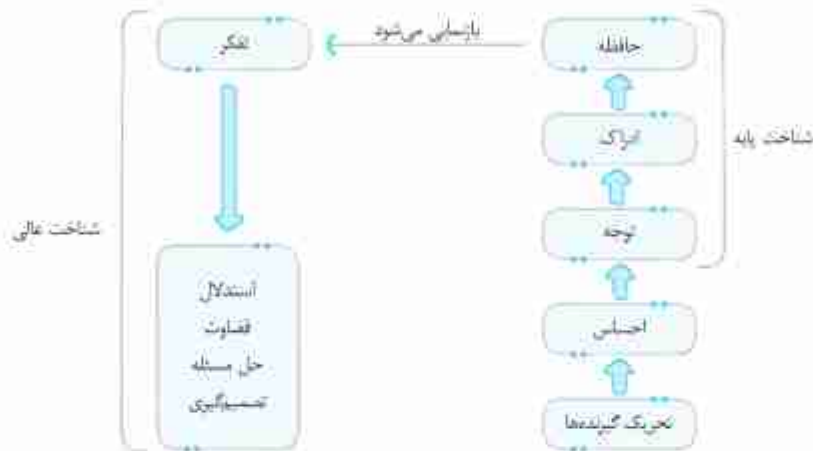 حافظه
بازنمایی می‌شود
تفکر
ادراک
شناخت پایه
توجه
شناخت عالی
احساس
استدلال
قضاوت
حل مسئله
تصمیم‌گیری
تحریک گیرنده‌ها